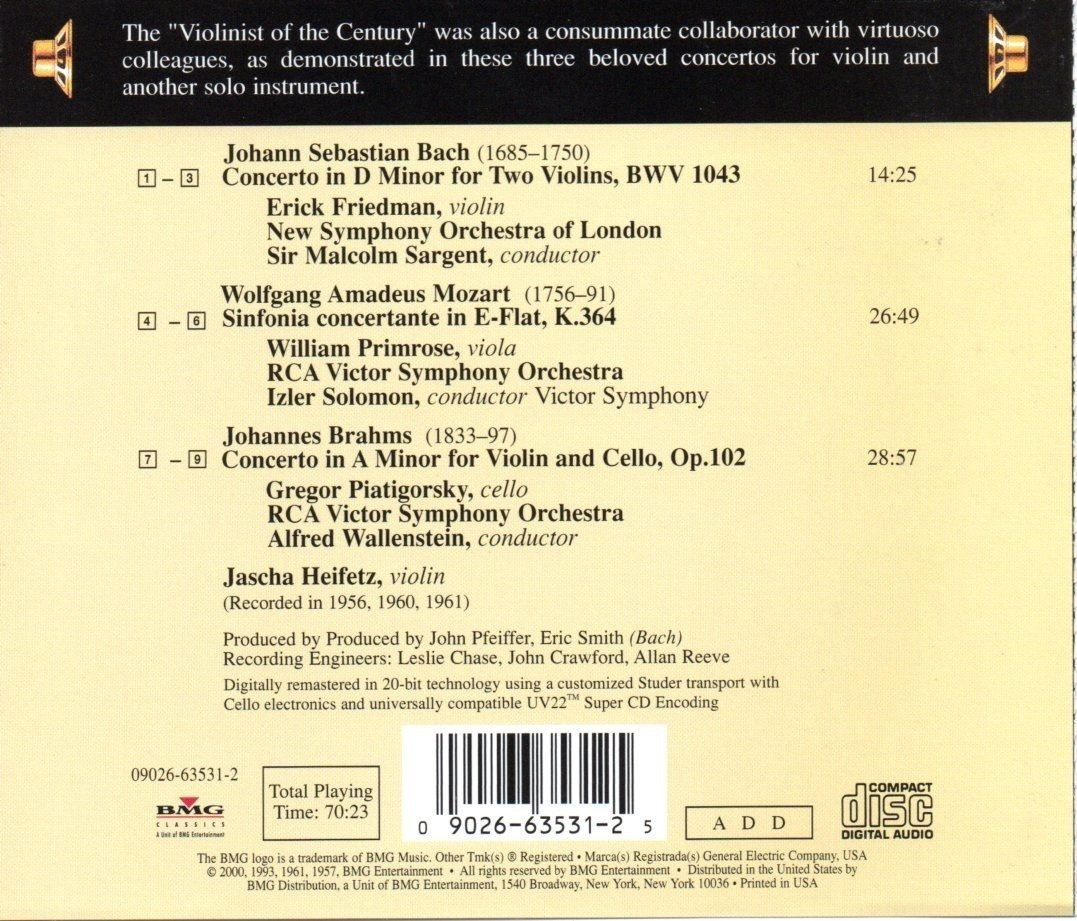 The "Violinist of the Century" was also a consummate collaborator with virtuoso
colleagues, as demonstrated in these three beloved concertos for violin and
another solo instrument.
Johann Sebastian Bach (1685–1750)
1 – 3 Concerto in D Minor for Two Violins, BWV 1043 14:25
Erick Friedman, violin
New Symphony Orchestra of London
Sir Malcolm Sargent, conductor
Wolfgang Amadeus Mozart (1756–91)
4 – 6 Sinfonia concertante in E-Flat, K.364 26:49
William Primrose, viola
RCA Victor Symphony Orchestra
Izler Solomon, conductor Victor Symphony
Johannes Brahms (1833–97)
7 – 9 Concerto in A Minor for Violin and Cello, Op.102 28:57
Gregor Piatigorsky, cello
RCA Victor Symphony Orchestra
Alfred Wallenstein, conductor
Jascha Heifetz, violin
(Recorded in 1956, 1960, 1961)
Produced by Produced by John Pfeiffer, Eric Smith (Bach)
Recording Engineers: Leslie Chase, John Crawford, Allan Reeve
Digitally remastered in 20-bit technology using a customized Studer transport with
Cello electronics and universally compatible UV22™ Super CD Encoding
09026-63531-2
BMG
CLASSICS
A Unit of BMG Entertainment
Total Playing
Time: 70:23
0 9026-63531-2 5
A D D
COMPACT
disc
DIGITAL AUDIO
The BMG logo is a trademark of BMG Music. Other Tmk(s) ® Registered • Marca(s) Registrada(s) General Electric Company, USA
© 2000, 1993, 1961, 1957, BMG Entertainment • All rights reserved by BMG Entertainment • Distributed in the United States by
BMG Distribution, a Unit of BMG Entertainment, 1540 Broadway, New York, New York 10036 • Printed in USA